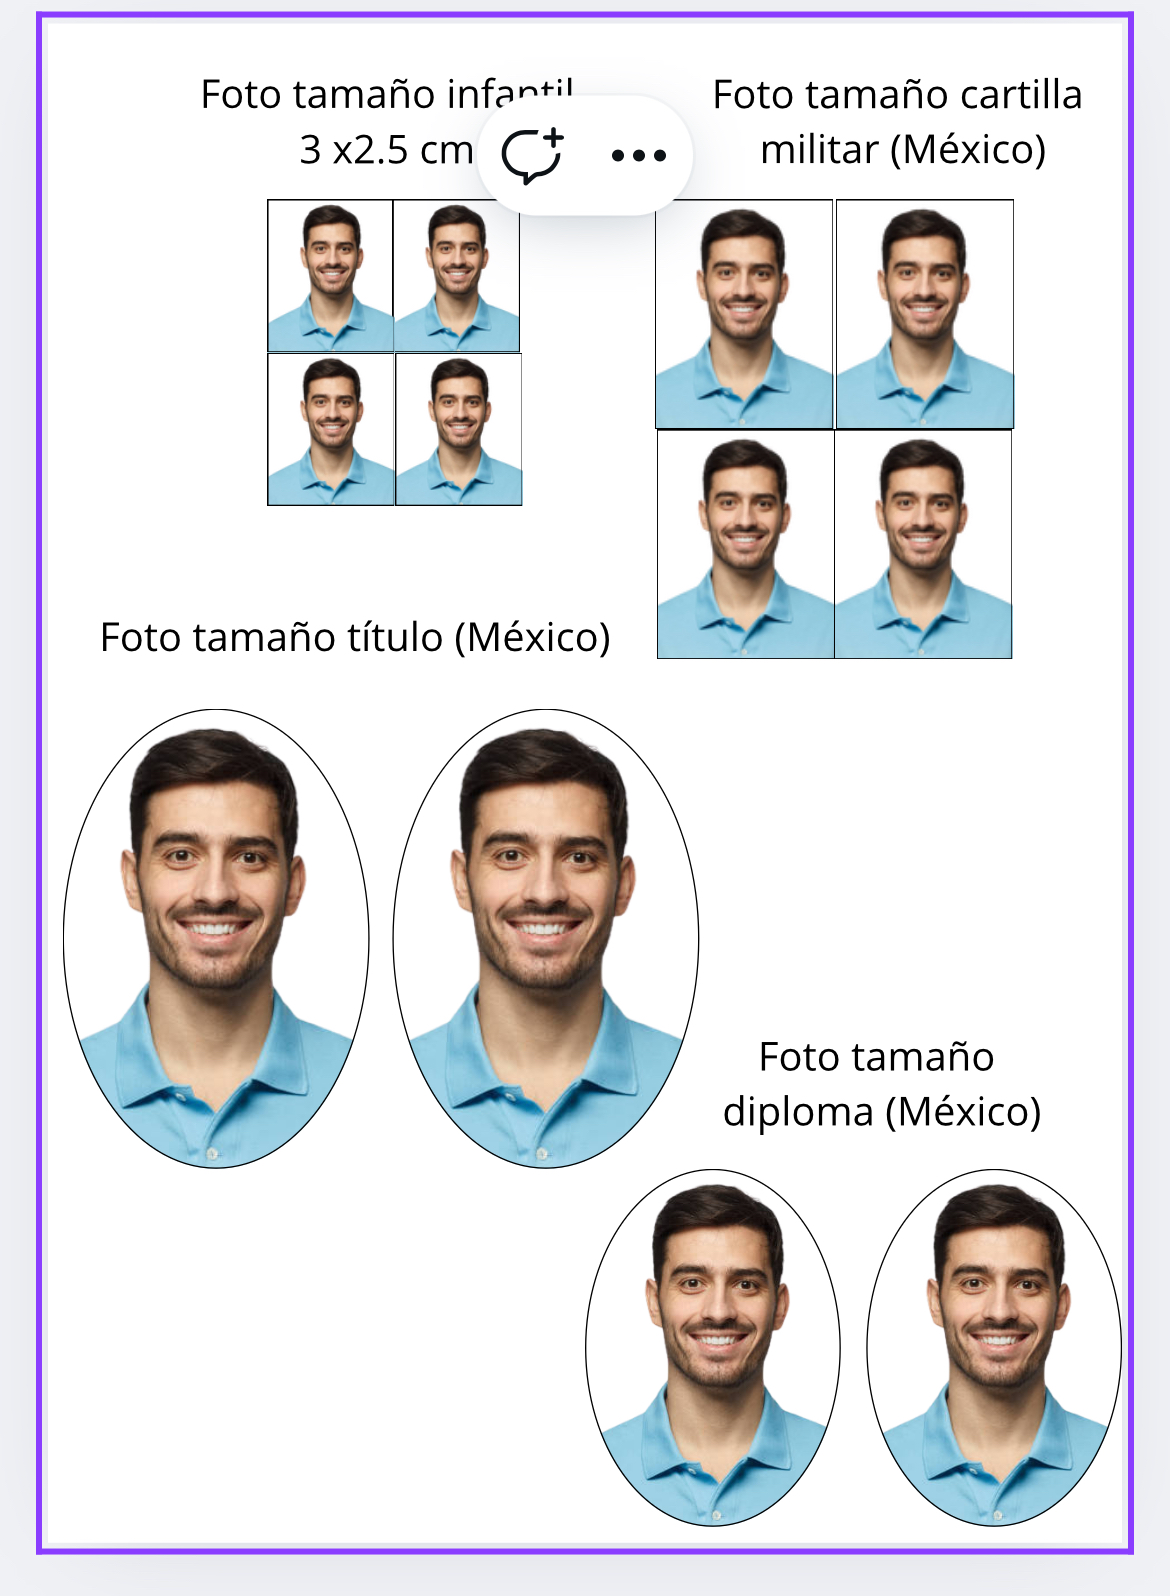 Foto tamaño infantil
3 x2.5 cm
Foto tamaño cartilla
militar (México)
Foto tamaño título (México)
Foto tamaño
diploma (México)